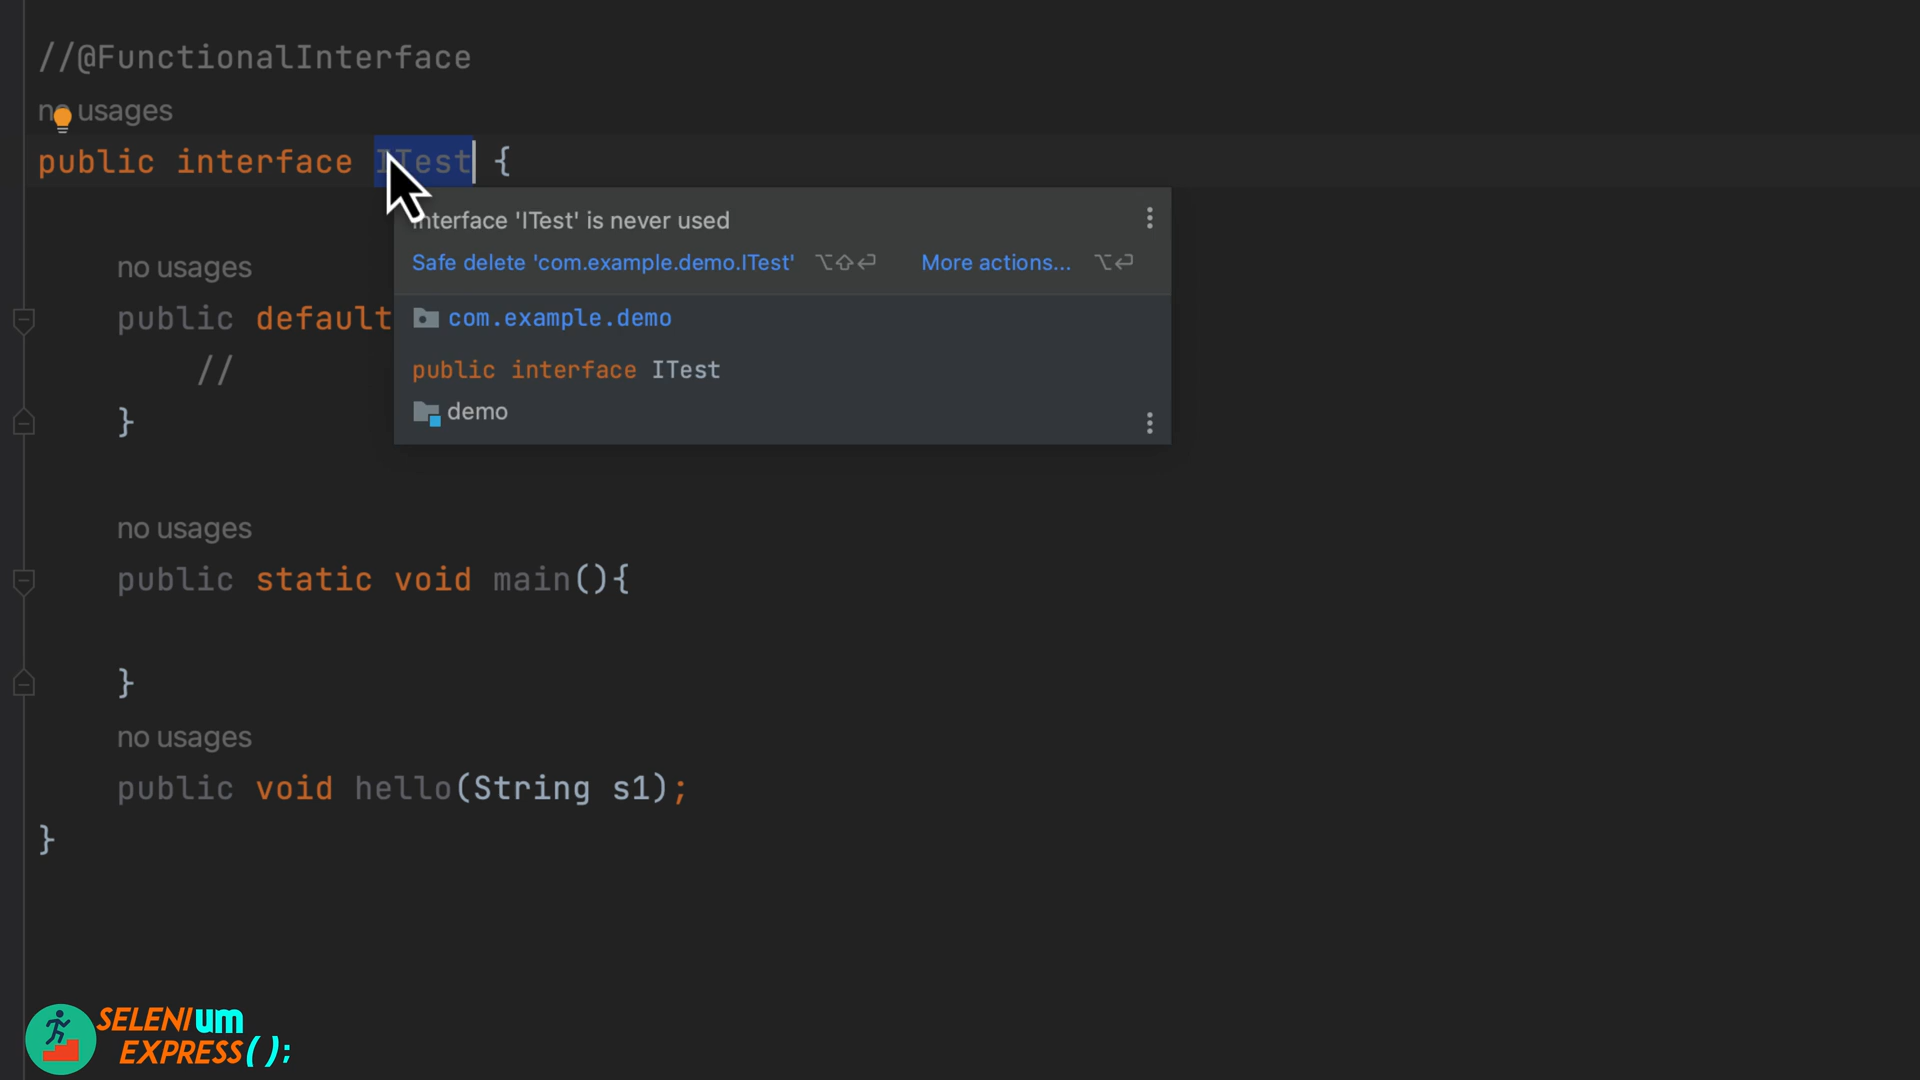 //@FunctionalInterface
no usages
public interface ITest {
Interface 'ITest' is never used
Safe delete 'com.example.demo.ITest' ⌥⇧⏎ More actions... ⌥⏎
no usages
public default
com.example.demo
//
public interface ITest
demo
}
no usages
public static void main(){
}
no usages
public void hello(String s1);
}
SELENIum
EXPRESS();